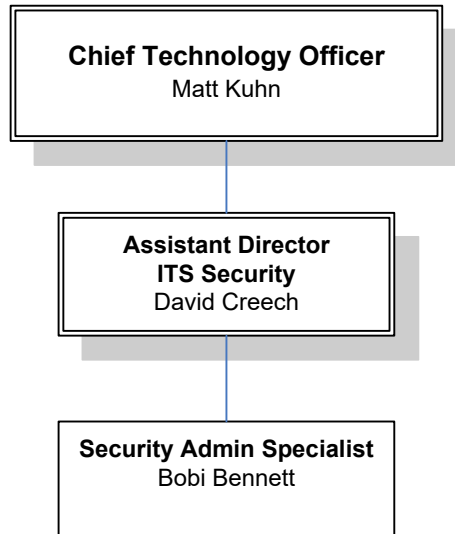 Chief Technology Officer
Matt Kuhn
Assistant Director
ITS Security
David Creech
Security Admin Specialist
Bobi Bennett